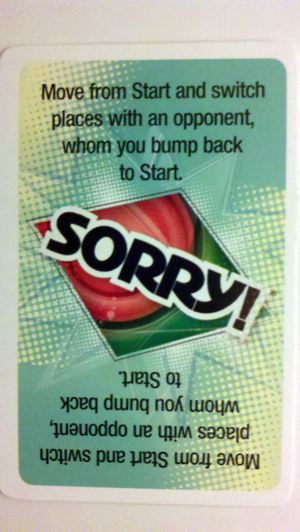 Move from Start and switch
places with an opponent,
whom you bump back
to Start.
SORRY!
Move from Start and switch
places with an opponent,
whom you bump back
to Start.